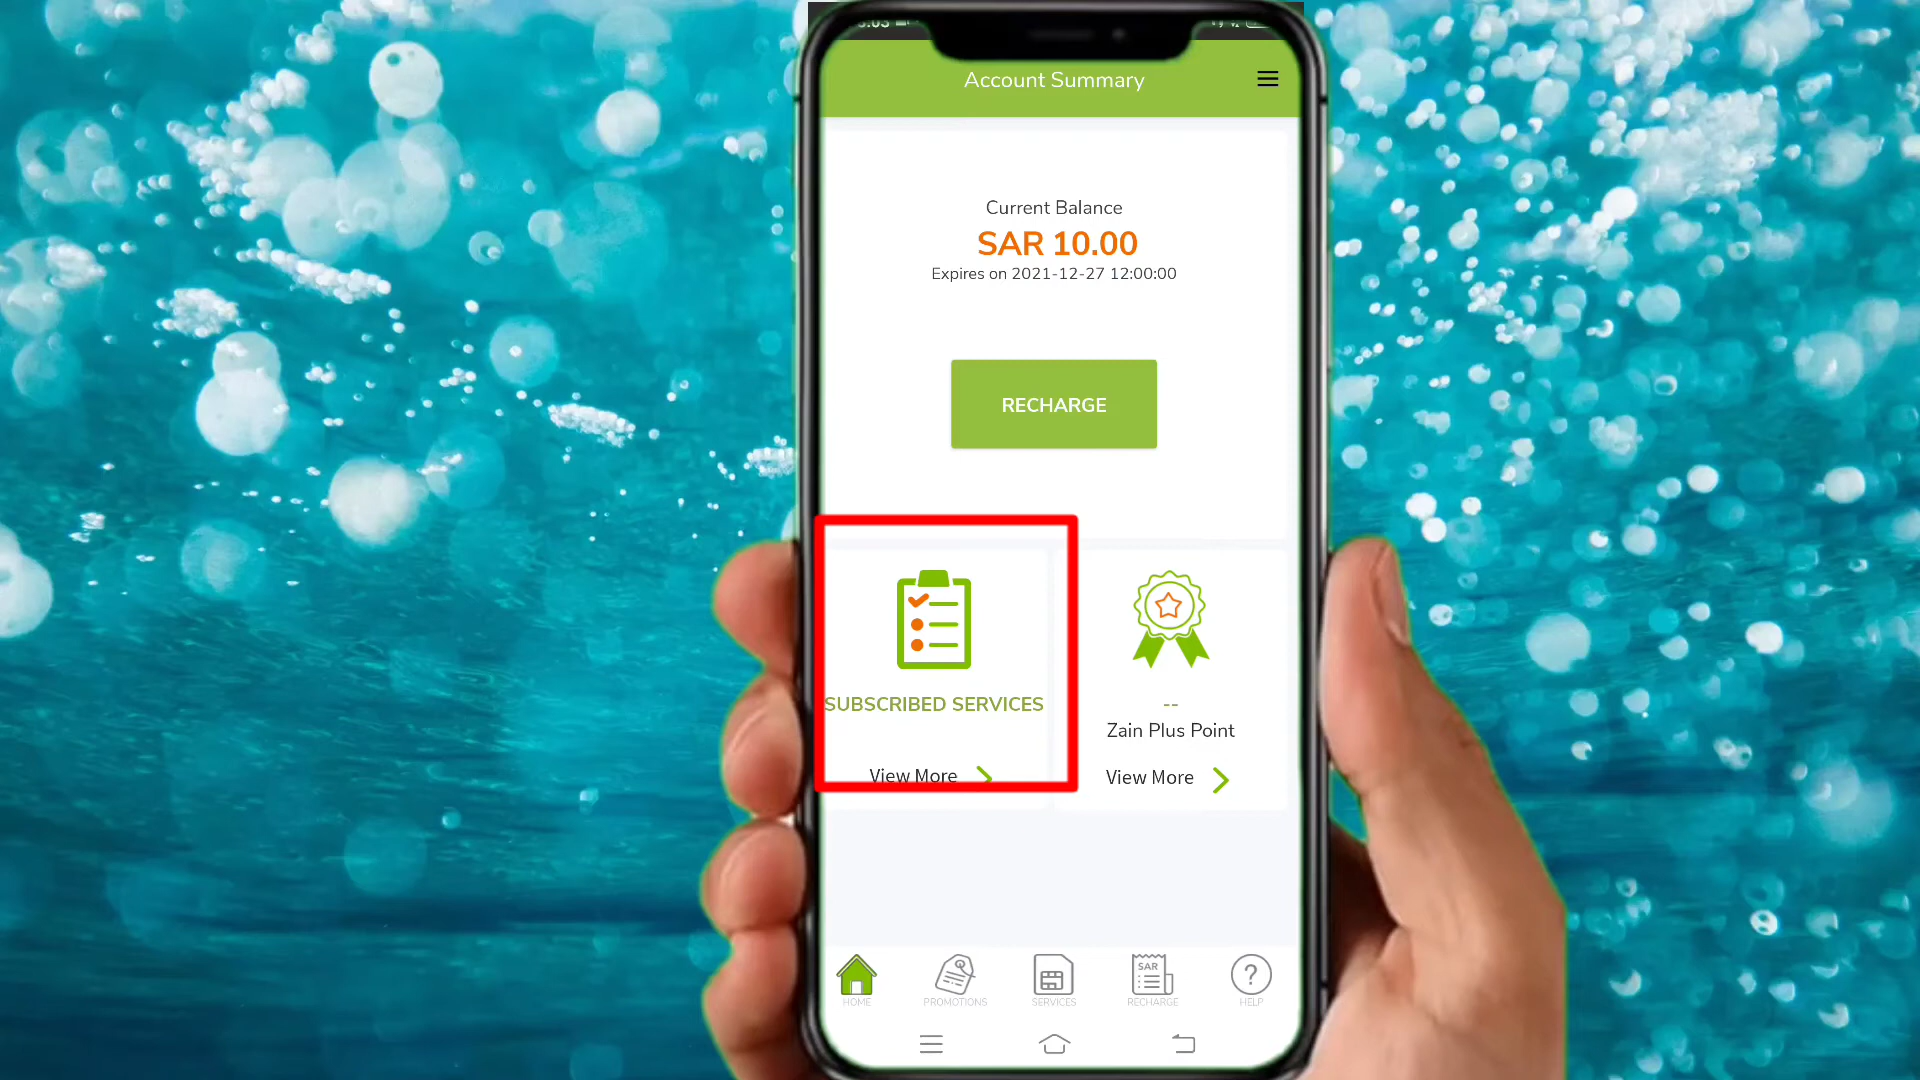 Account Summary
Current Balance
SAR 10.00
Expires on 2021-12-27 12:00:00
RECHARGE
SUBSCRIBED SERVICES
View More
--
Zain Plus Point
View More
SAR
HOME
PROMOTIONS
SERVICES
RECHARGE
HELP